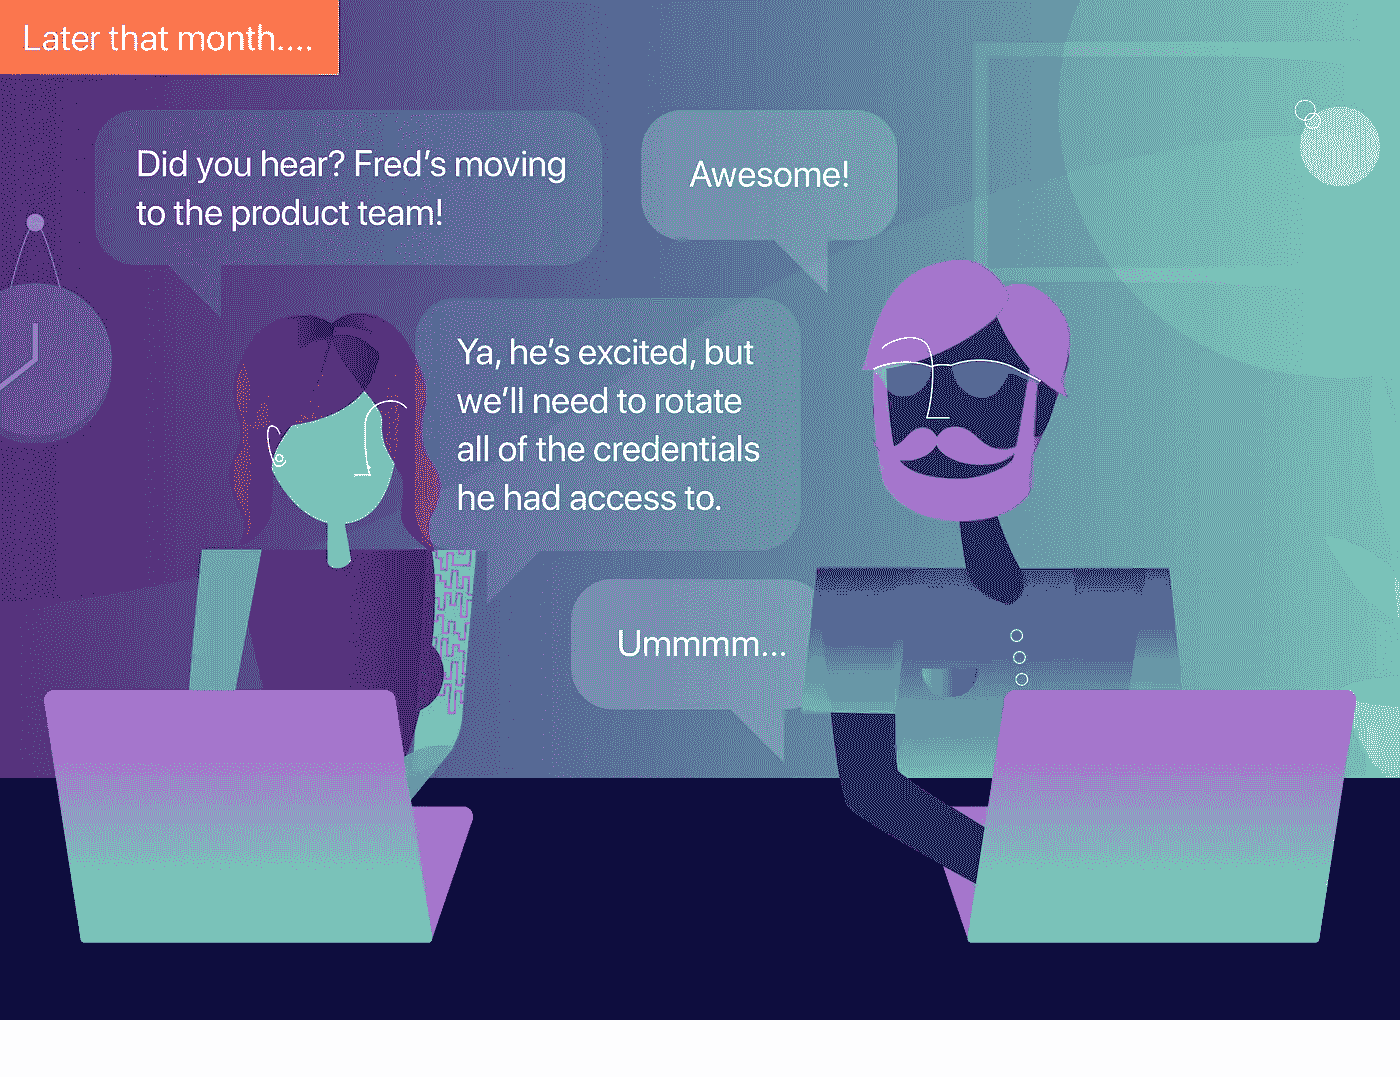 Later that month....
Did you hear? Fred’s moving
to the product team!
Awesome!
Ya, he’s excited, but
we’ll need to rotate
all of the credentials
he had access to.
Ummmm...